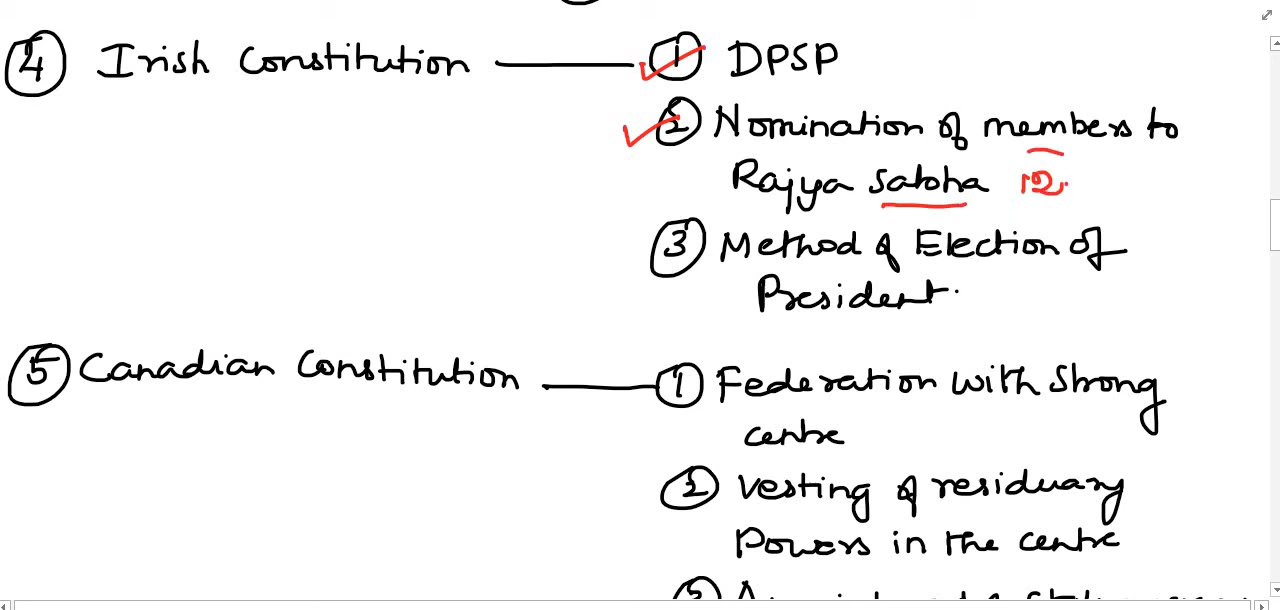 ④ Irish Constitution — ① DPSP
② Nomination of members to
Rajya Sabha 12
③ Method of Election of
President.
⑤ Canadian Constitution — ① Federation with strong
centre
② Vesting of residuary
Powers in the centre